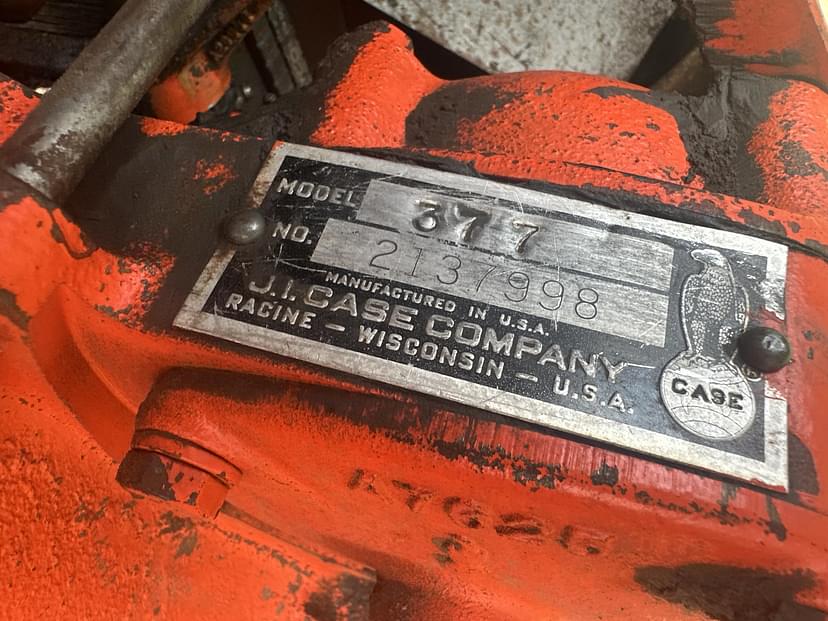 MODEL 377
NO. 2137998
MANUFACTURED IN U.S.A.
J.I. CASE COMPANY
RACINE - WISCONSIN - U.S.A.
CASE